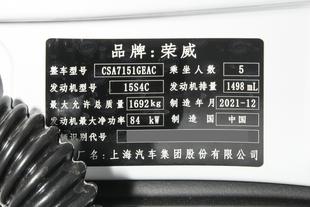 品牌:荣威
整车型号 CSA7151GEAC 乘坐人数 5
发动机型号 15S4C 发动机排量 1498 mL
最大允许总质量 1692kg 制造年月 2021-12
发动机最大净功率 84 kW 制造国 中国
识别代号
名:上海汽车集团股份有限公司